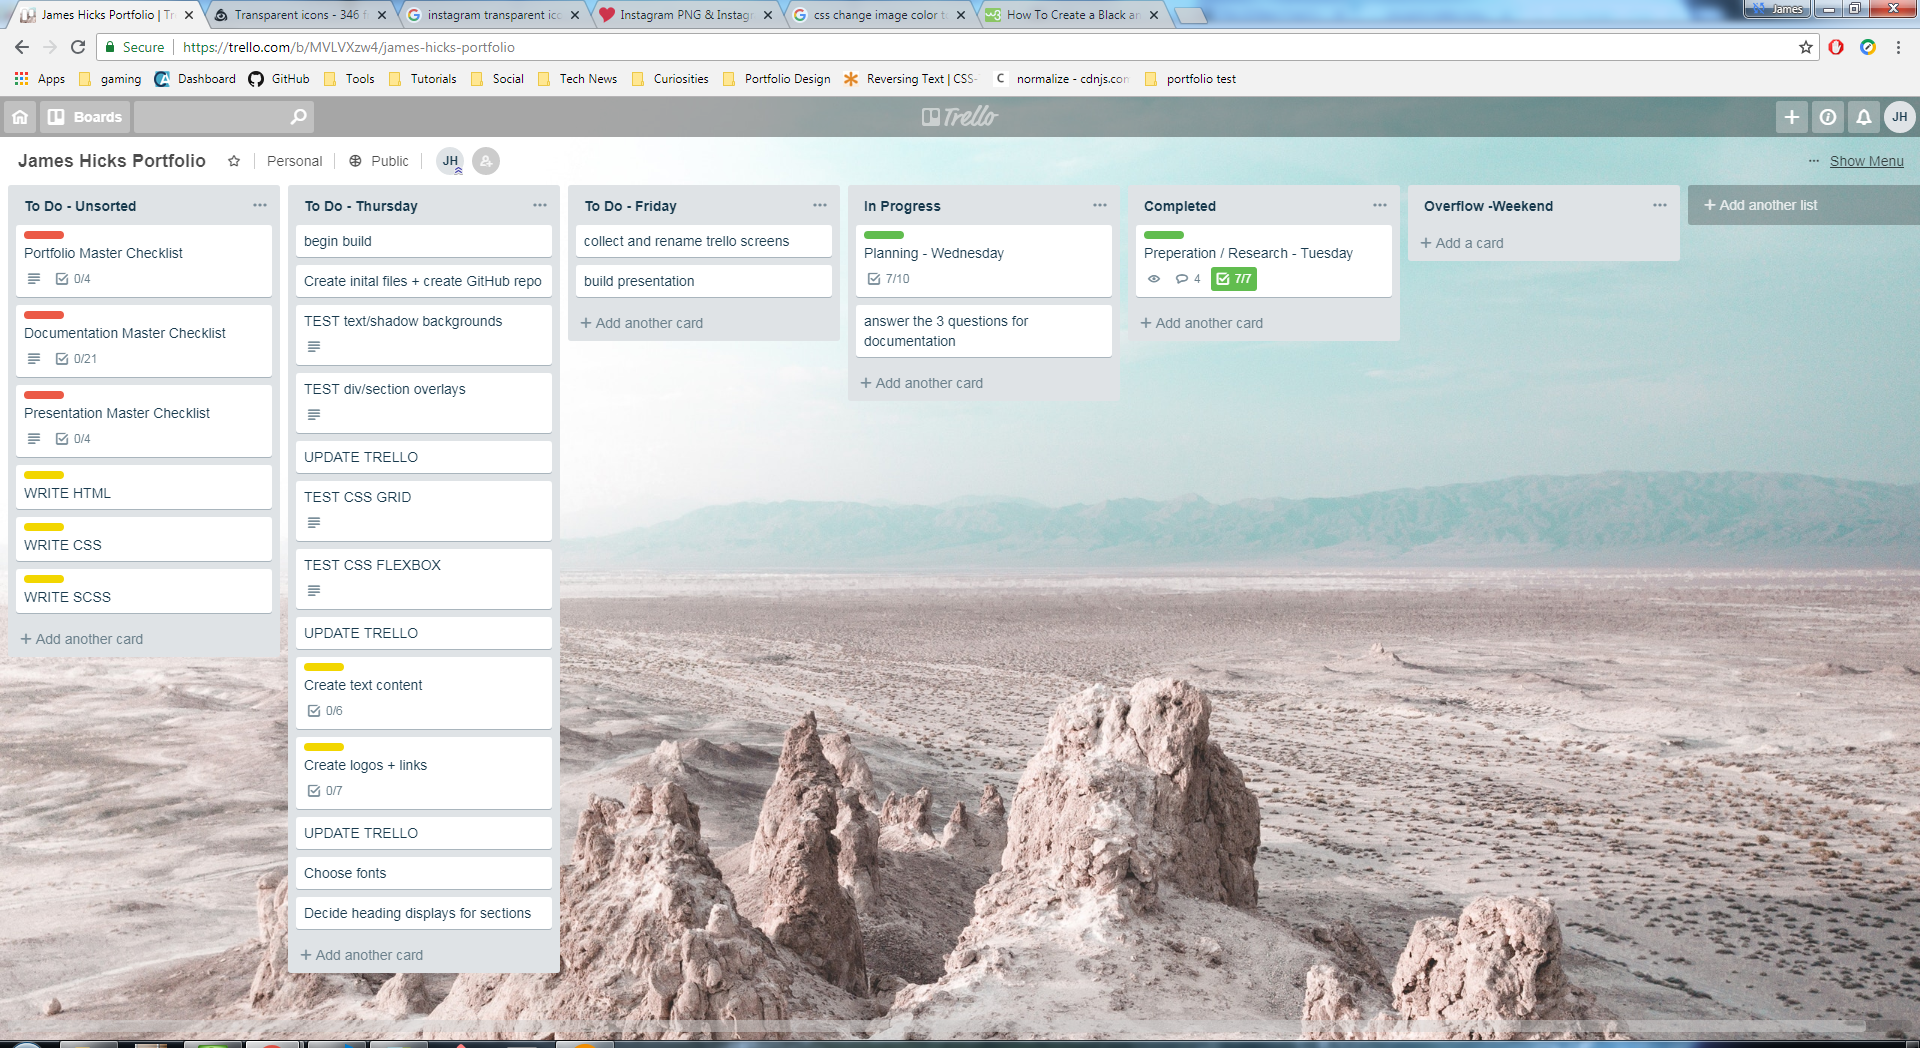 James Hicks Portfolio | Tr
Transparent icons - 346 f
instagram transparent ico
Instagram PNG & Instagr
css change image color t
How To Create a Black an
James
Secure
https://trello.com/b/MVLVXzw4/james-hicks-portfolio
Apps
gaming
Dashboard
GitHub
Tools
Tutorials
Social
Tech News
Curiosities
Portfolio Design
Reversing Text | CSS-
C
normalize - cdnjs.con
portfolio test
Boards
Trello
JH
James Hicks Portfolio
Personal
Public
JH
Show Menu
To Do - Unsorted
Portfolio Master Checklist
0/4
Documentation Master Checklist
0/21
Presentation Master Checklist
0/4
WRITE HTML
WRITE CSS
WRITE SCSS
+ Add another card
To Do - Thursday
begin build
Create inital files + create GitHub repo
TEST text/shadow backgrounds
TEST div/section overlays
UPDATE TRELLO
TEST CSS GRID
TEST CSS FLEXBOX
UPDATE TRELLO
Create text content
0/6
Create logos + links
0/7
UPDATE TRELLO
Choose fonts
Decide heading displays for sections
+ Add another card
To Do - Friday
collect and rename trello screens
build presentation
+ Add another card
In Progress
Planning - Wednesday
7/10
answer the 3 questions for
documentation
+ Add another card
Completed
Preperation / Research - Tuesday
4
7/7
+ Add another card
Overflow -Weekend
+ Add a card
+ Add another list